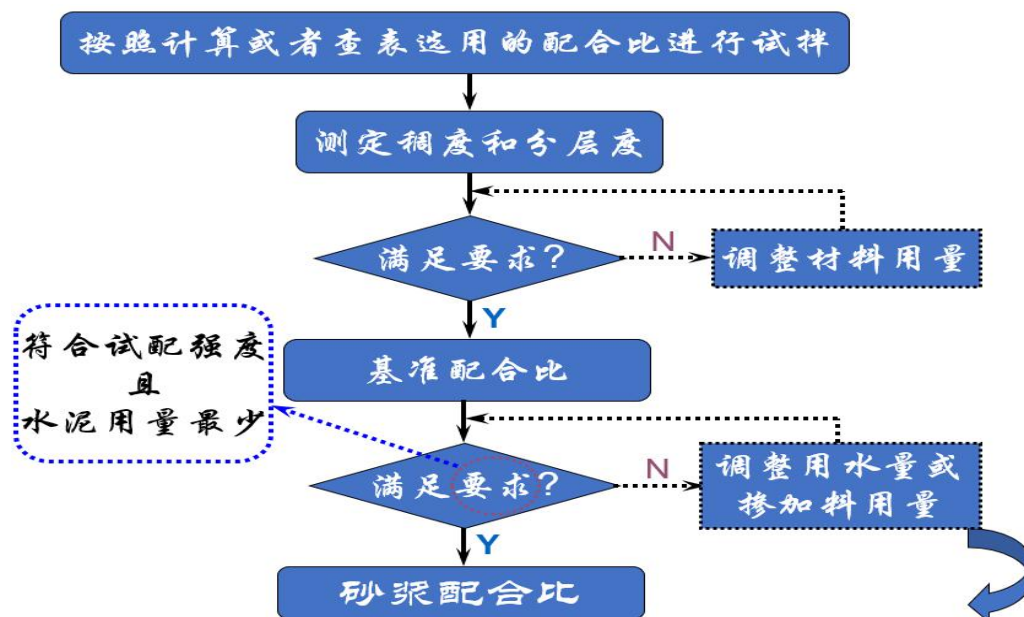 按照计算或者查表选用的配合比进行试拌
测定稠度和分层度
满足要求?
N
调整材料用量
Y
符合试配强度
且
水泥用量最少
基准配合比
满足要求?
N
调整用水量或
掺加料用量
Y
砂浆配合比